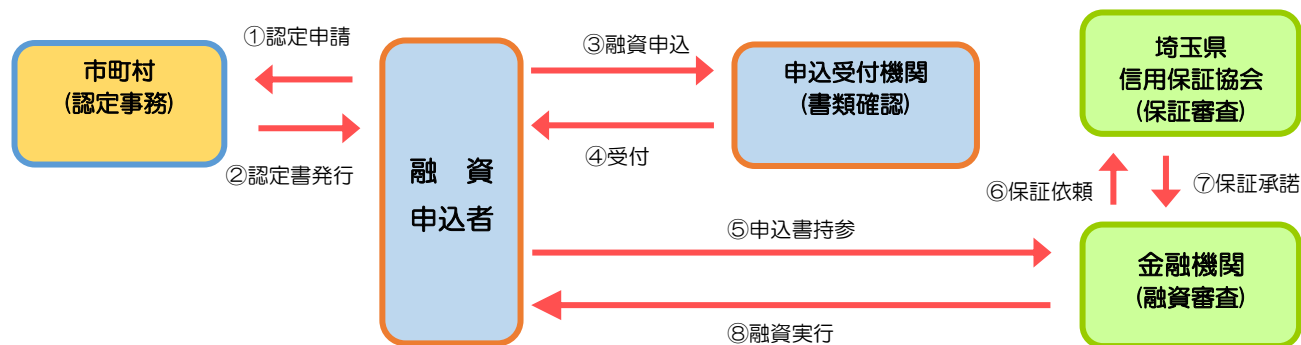 ①認定申請
市町村
(認定事務)
②認定書発行
融　資
申込者
③融資申込
④受付
申込受付機関
(書類確認)
埼玉県
信用保証協会
(保証審査)
⑤申込書持参
⑥保証依頼
⑦保証承諾
金融機関
(融資審査)
⑧融資実行